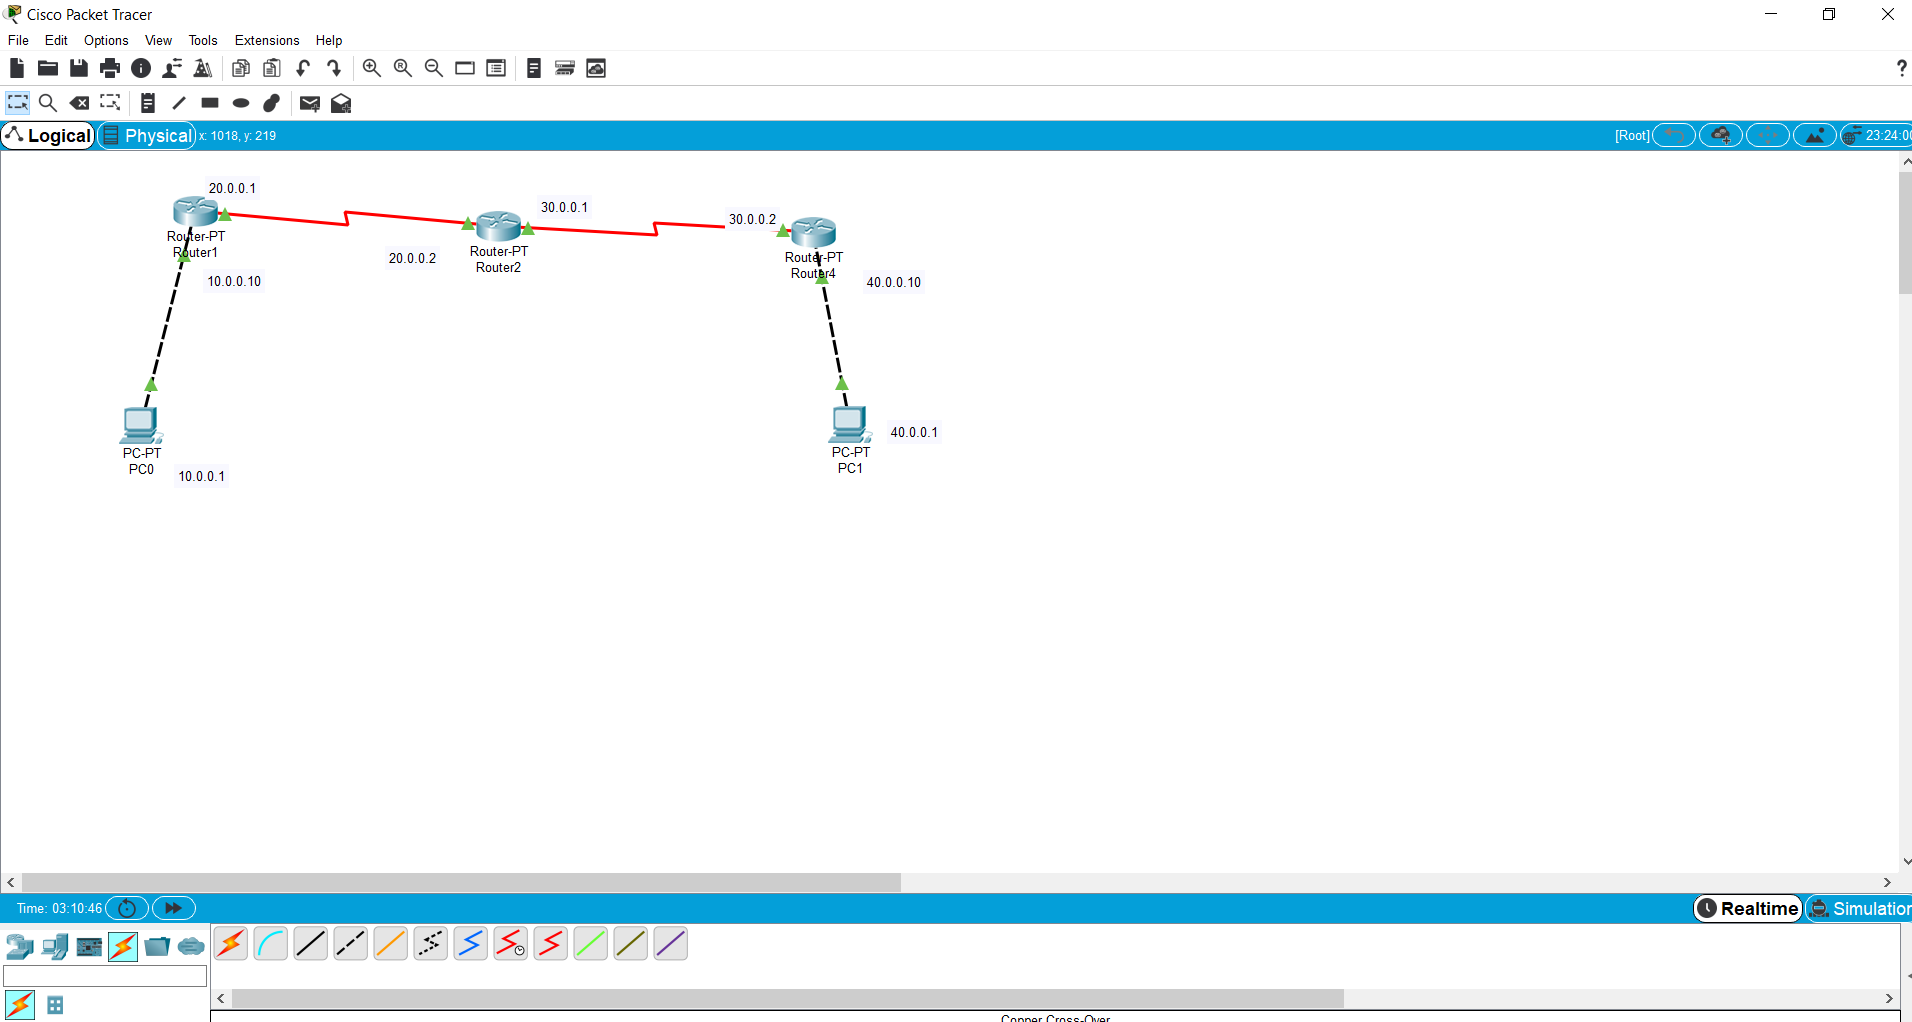 Cisco Packet Tracer
File Edit Options View Tools Extensions Help
?
Logical Physical x: 1018, y: 219 [Root] 23:24:00
20.0.0.1
Router-PT
Router1
10.0.0.10
20.0.0.2
30.0.0.1
Router-PT
Router2
30.0.0.2
Router-PT
Router4
40.0.0.10
PC-PT
PC0
10.0.0.1
PC-PT
PC1
40.0.0.1
Time: 03:10:46 Realtime Simulation
Copper Cross-Over